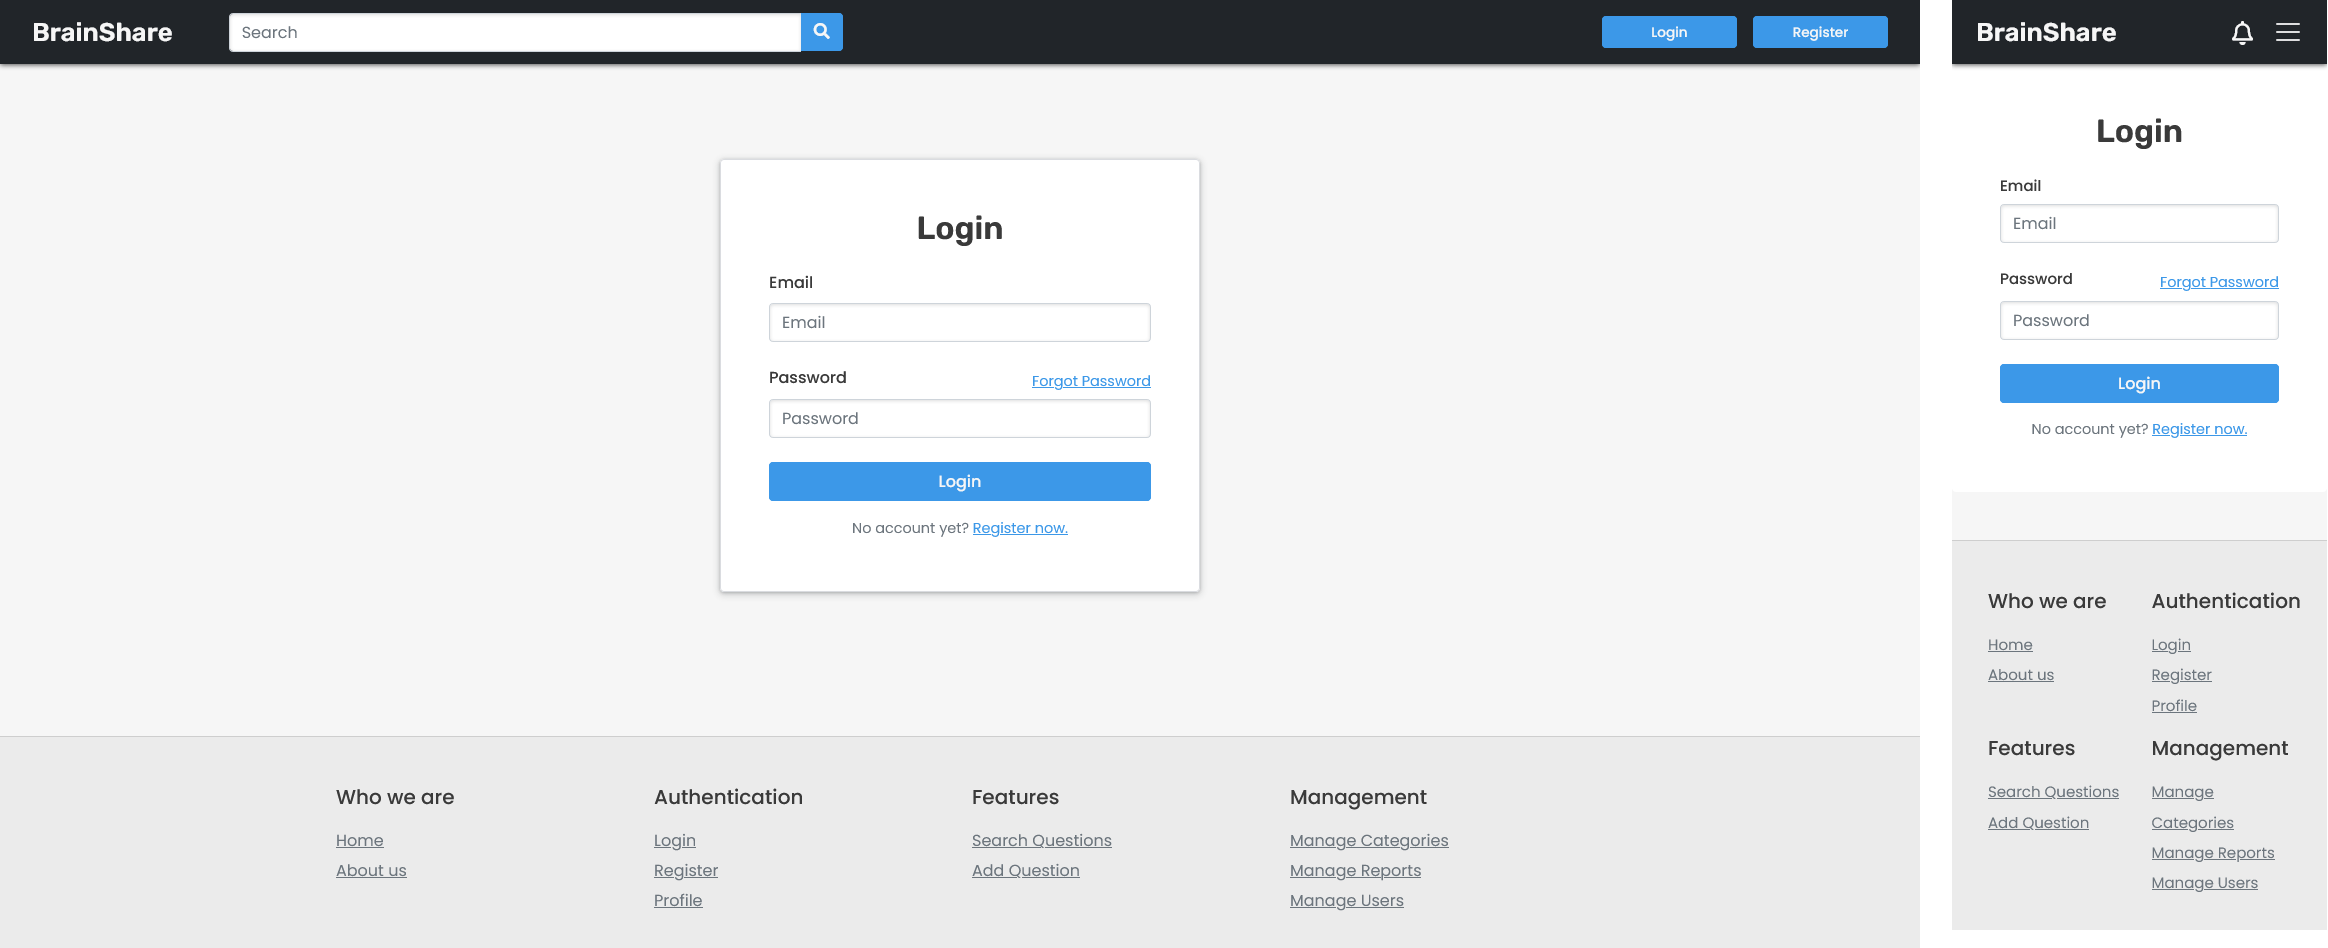 BrainShare
Search
Login
Register
Login
Email
Email
Password
Forgot Password
Password
Login
No account yet? Register now.
Who we are
Home
About us
Authentication
Login
Register
Profile
Features
Search Questions
Add Question
Management
Manage Categories
Manage Reports
Manage Users
BrainShare
Login
Email
Email
Password
Forgot Password
Password
Login
No account yet? Register now.
Who we are
Home
About us
Authentication
Login
Register
Profile
Features
Search Questions
Add Question
Management
Manage
Categories
Manage Reports
Manage Users